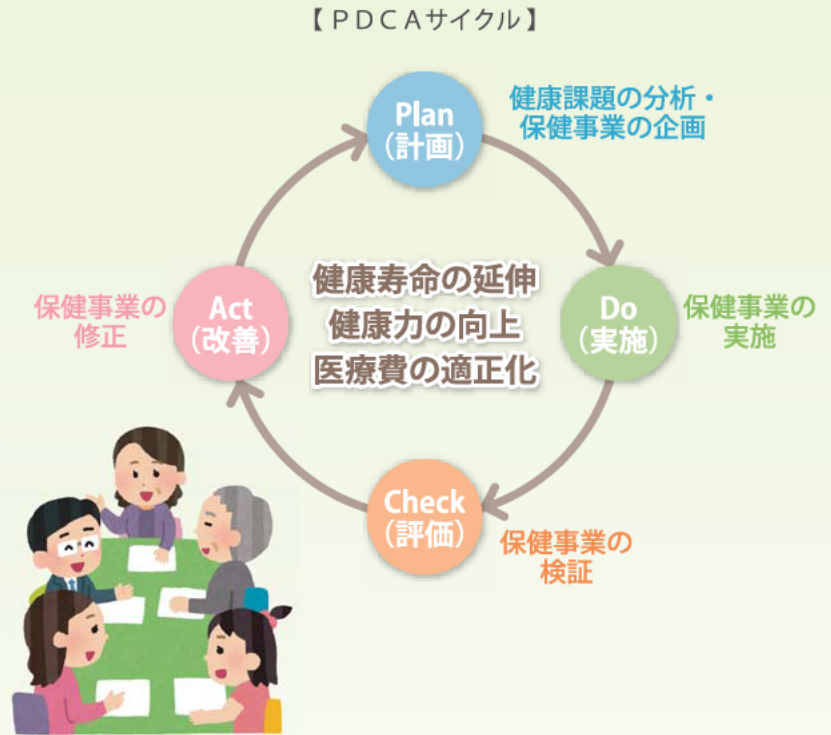 【PDCAサイクル】
Plan
(計画)
健康課題の分析・
保健事業の企画
健康寿命の延伸
健康力の向上
医療費の適正化
Do
(実施)
保健事業の
実施
Check
(評価)
保健事業の
検証
Act
(改善)
保健事業の
修正